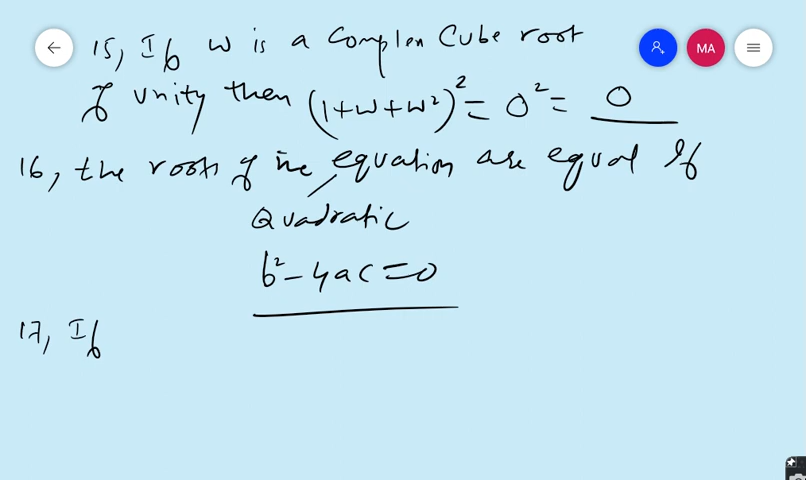 15, If w is a Complex Cube root
of unity then (1+w+w²)² = 0² = 0
16, the roots of the equation are equal If
Quadratic
b² - 4ac = 0
17, If
MA